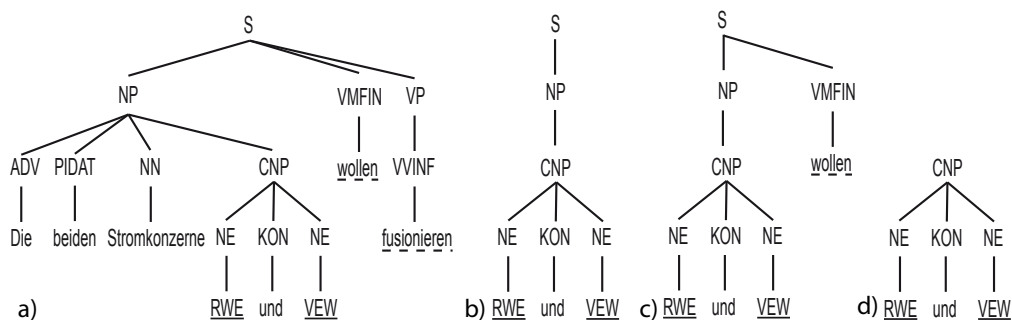 S S S
NP VMFIN VP NP NP VMFIN
ADV PIDAT NN CNP wollen VVINF CNP CNP wollen CNP
Die beiden Stromkonzerne NE KON NE fusionieren NE KON NE NE KON NE NE KON NE
a) RWE und VEW b) RWE und VEW c) RWE und VEW d) RWE und VEW